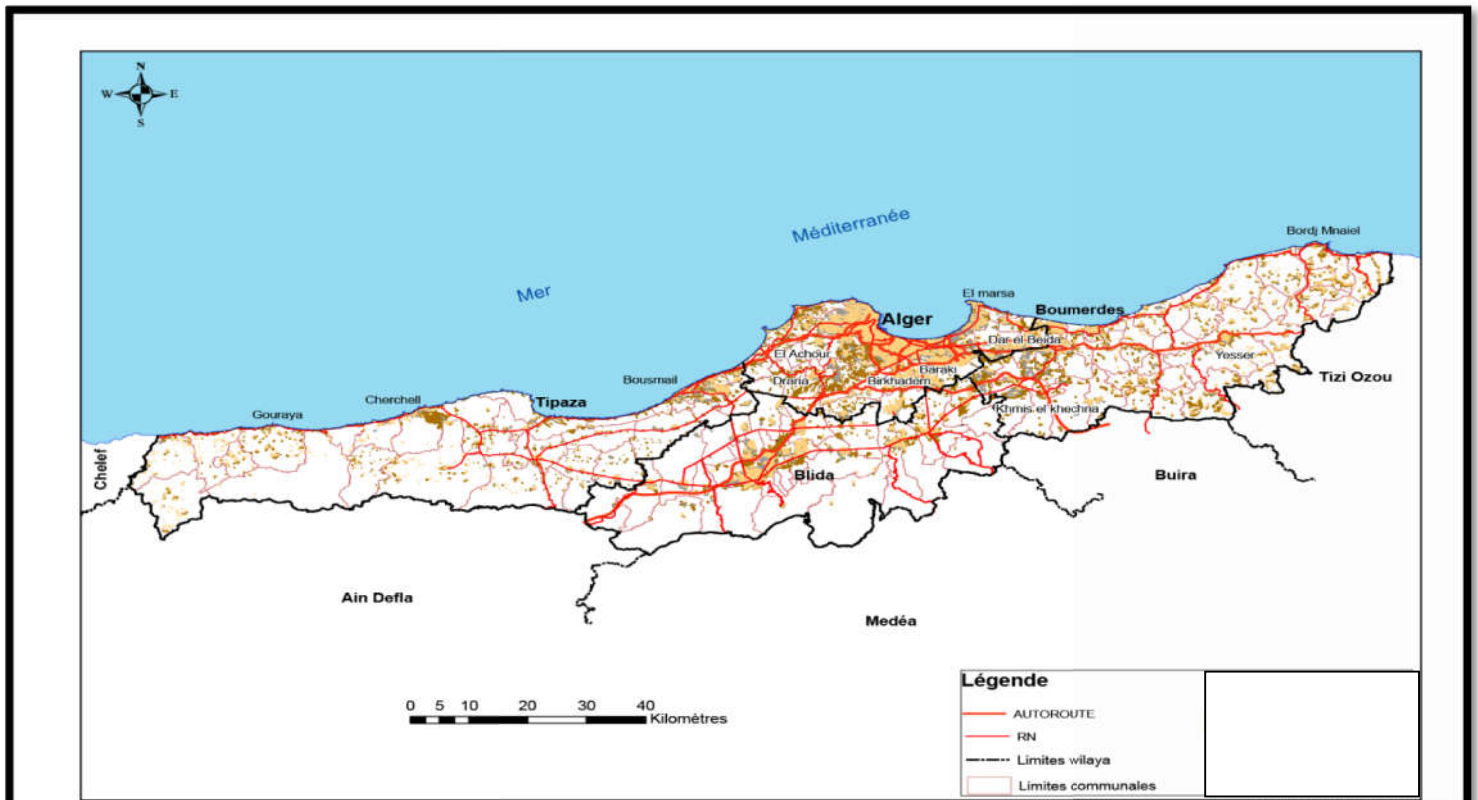 N
W E
S
Mer
Méditerranée
Bordj Mnaiel
El marsa
Boumerdes
Alger
Dar el Beida
El Achour
Yesser
Baraki
Bousmail
Draria
Birkhadem
Tizi Ozou
Cherchell
Tipaza
Gouraya
Khmis el khechna
Chelef
Blida
Buira
Ain Defla
Medéa
0 5 10 20 30 40
Kilomètres
Légende
AUTOROUTE
RN
Limites wilaya
Limites communales